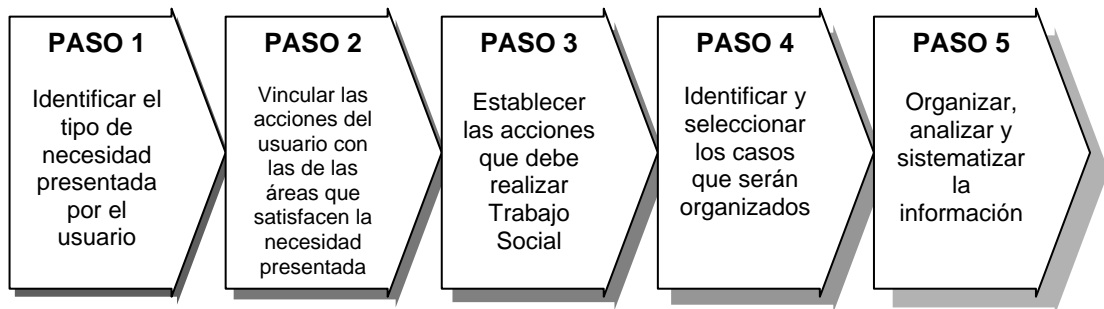 PASO 1
Identificar el
tipo de
necesidad
presentada
por el
usuario
PASO 2
Vincular las
acciones del
usuario con
las de las
áreas que
satisfacen la
necesidad
presentada
PASO 3
Establecer
las acciones
que debe
realizar
Trabajo
Social
PASO 4
Identificar y
seleccionar
los casos
que serán
organizados
PASO 5
Organizar,
analizar y
sistematizar
la
información